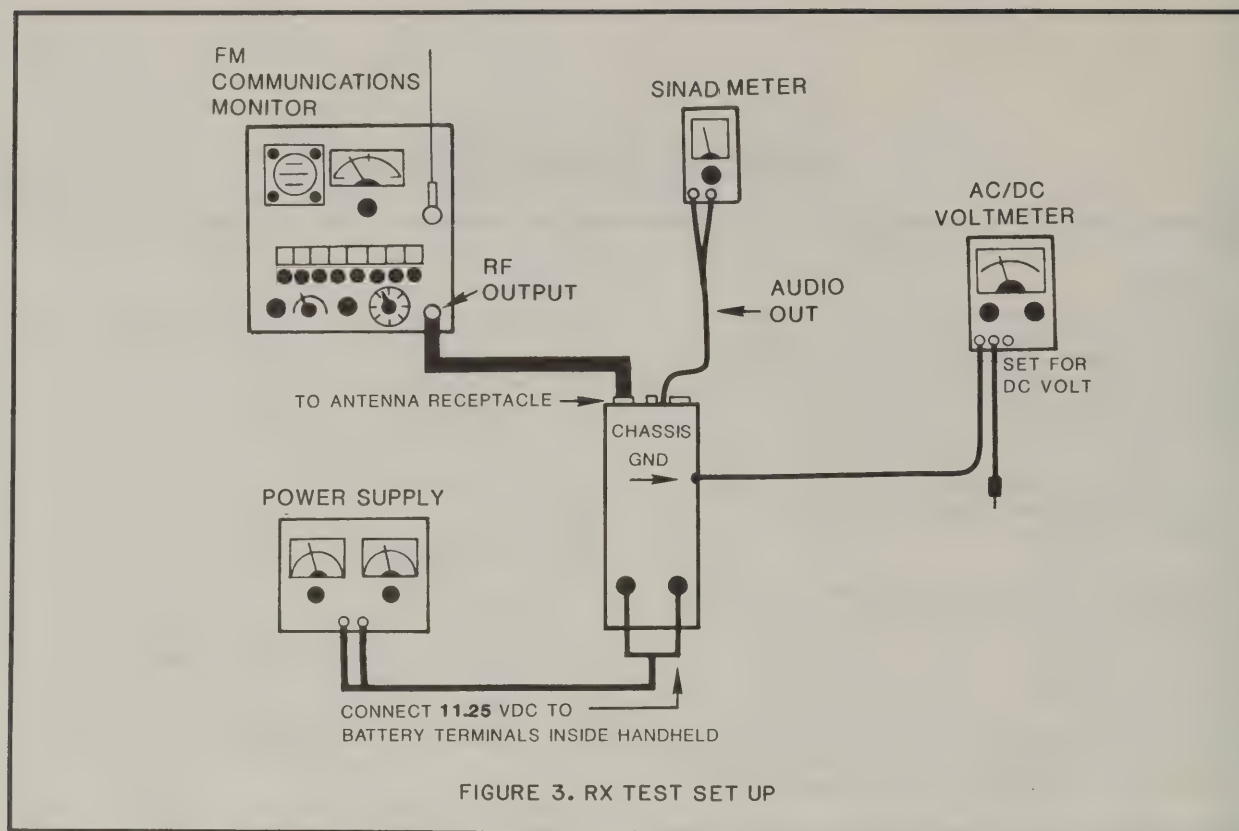 FM
COMMUNICATIONS
MONITOR
SINAD METER
AC/DC
VOLTMETER
RF
OUTPUT
AUDIO
OUT
SET FOR
DC VOLT
TO ANTENNA RECEPTACLE
CHASSIS
GND
POWER SUPPLY
CONNECT 11.25 VDC TO
BATTERY TERMINALS INSIDE HANDHELD
FIGURE 3. RX TEST SET UP